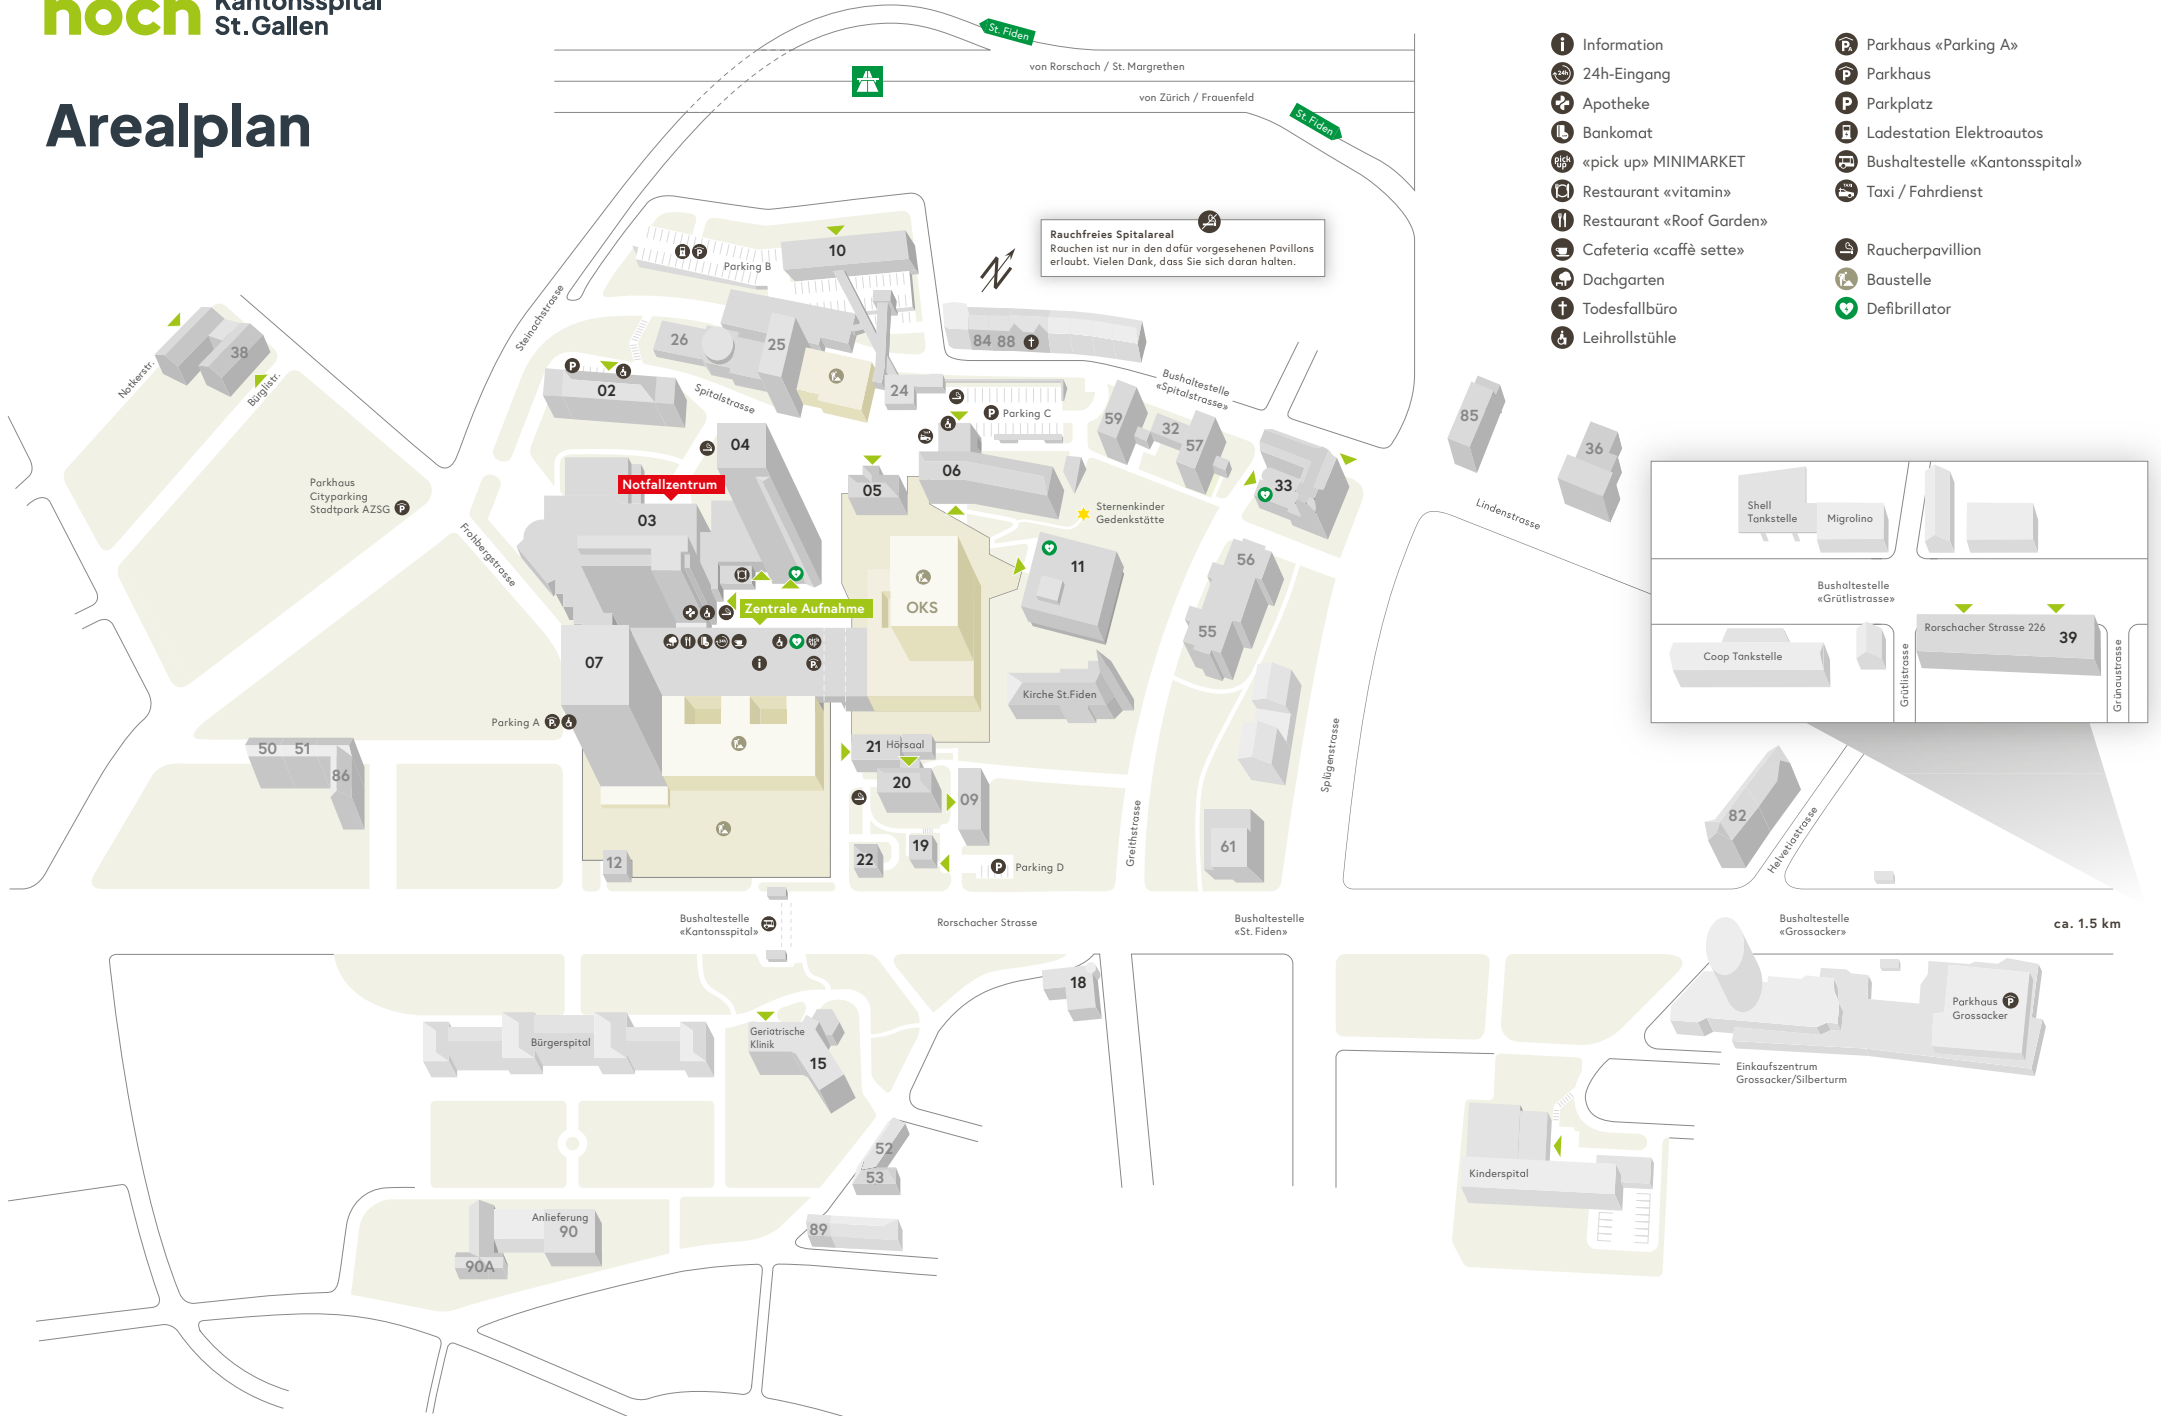 noch Kantonsspital
St.Gallen
Arealplan
St. Fiden
von Rorschach / St. Margrethen
von Zürich / Frauenfeld
St. Fiden
Information
24h-Eingang
Apotheke
Bankomat
«pick up» MINIMARKET
Restaurant «vitamin»
Restaurant «Roof Garden»
Cafeteria «caffè sette»
Dachgarten
Todesfallbüro
Leihrollstühle
Parkhaus «Parking A»
Parkhaus
Parkplatz
Ladestation Elektroautos
Bushaltestelle «Kantonsspital»
Taxi / Fahrdienst
Raucherpavillion
Baustelle
Defibrillator
Rauchfreies Spitalareal
Rauchen ist nur in den dafür vorgesehenen Pavillons
erlaubt. Vielen Dank, dass Sie sich daran halten.
N
10
Parking B
Steinachstrasse
26
25
84 88
38
Notkerstr.
Bürglistr.
02
Spitalstrasse
24
Bushaltestelle
«Spitalstrasse»
Parking C
59
32
57
85
36
04
06
05
33
Notfallzentrum
03
Parkhaus
Cityparking
Stadtpark AZSG
Frohbergstrasse
Sternenkinder
Gedenkstätte
Lindenstrasse
11
56
55
OKS
Zentrale Aufnahme
07
Kirche St.Fiden
Parking A
Shell
Tankstelle
Migrolino
Bushaltestelle
«Grütlistrasse»
Rorschacher Strasse 226
39
Coop Tankstelle
Grütlistrasse
Grünaustrasse
50 51
86
21 Hörsaal
20
09
19
22
12
Parking D
Greithstrasse
Splügenstrasse
61
82
Helvetiastrasse
Bushaltestelle
«Kantonsspital»
Rorschacher Strasse
Bushaltestelle
«St. Fiden»
Bushaltestelle
«Grossacker»
ca. 1.5 km
18
Bürgerspital
Geriatrische
Klinik
15
Parkhaus
Grossacker
Einkaufszentrum
Grossacker/Silberturm
52
53
89
Kinderspital
Anlieferung
90
90A